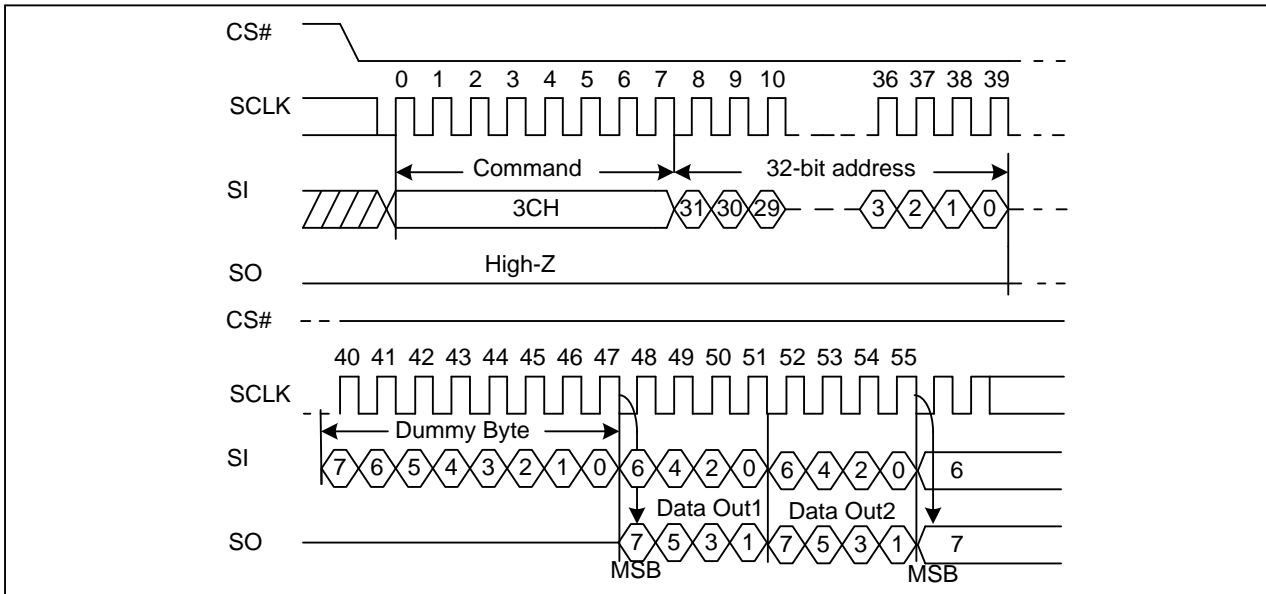 CS#
0 1 2 3 4 5 6 7 8 9 10 36 37 38 39
SCLK
Command 32-bit address
SI
3CH 31 30 29 3 2 1 0
SO High-Z
CS#
40 41 42 43 44 45 46 47 48 49 50 51 52 53 54 55
SCLK
Dummy Byte
SI 7 6 5 4 3 2 1 0 6 4 2 0 6 4 2 0 6
Data Out1 Data Out2
SO 7 5 3 1 7 5 3 1 7
MSB MSB